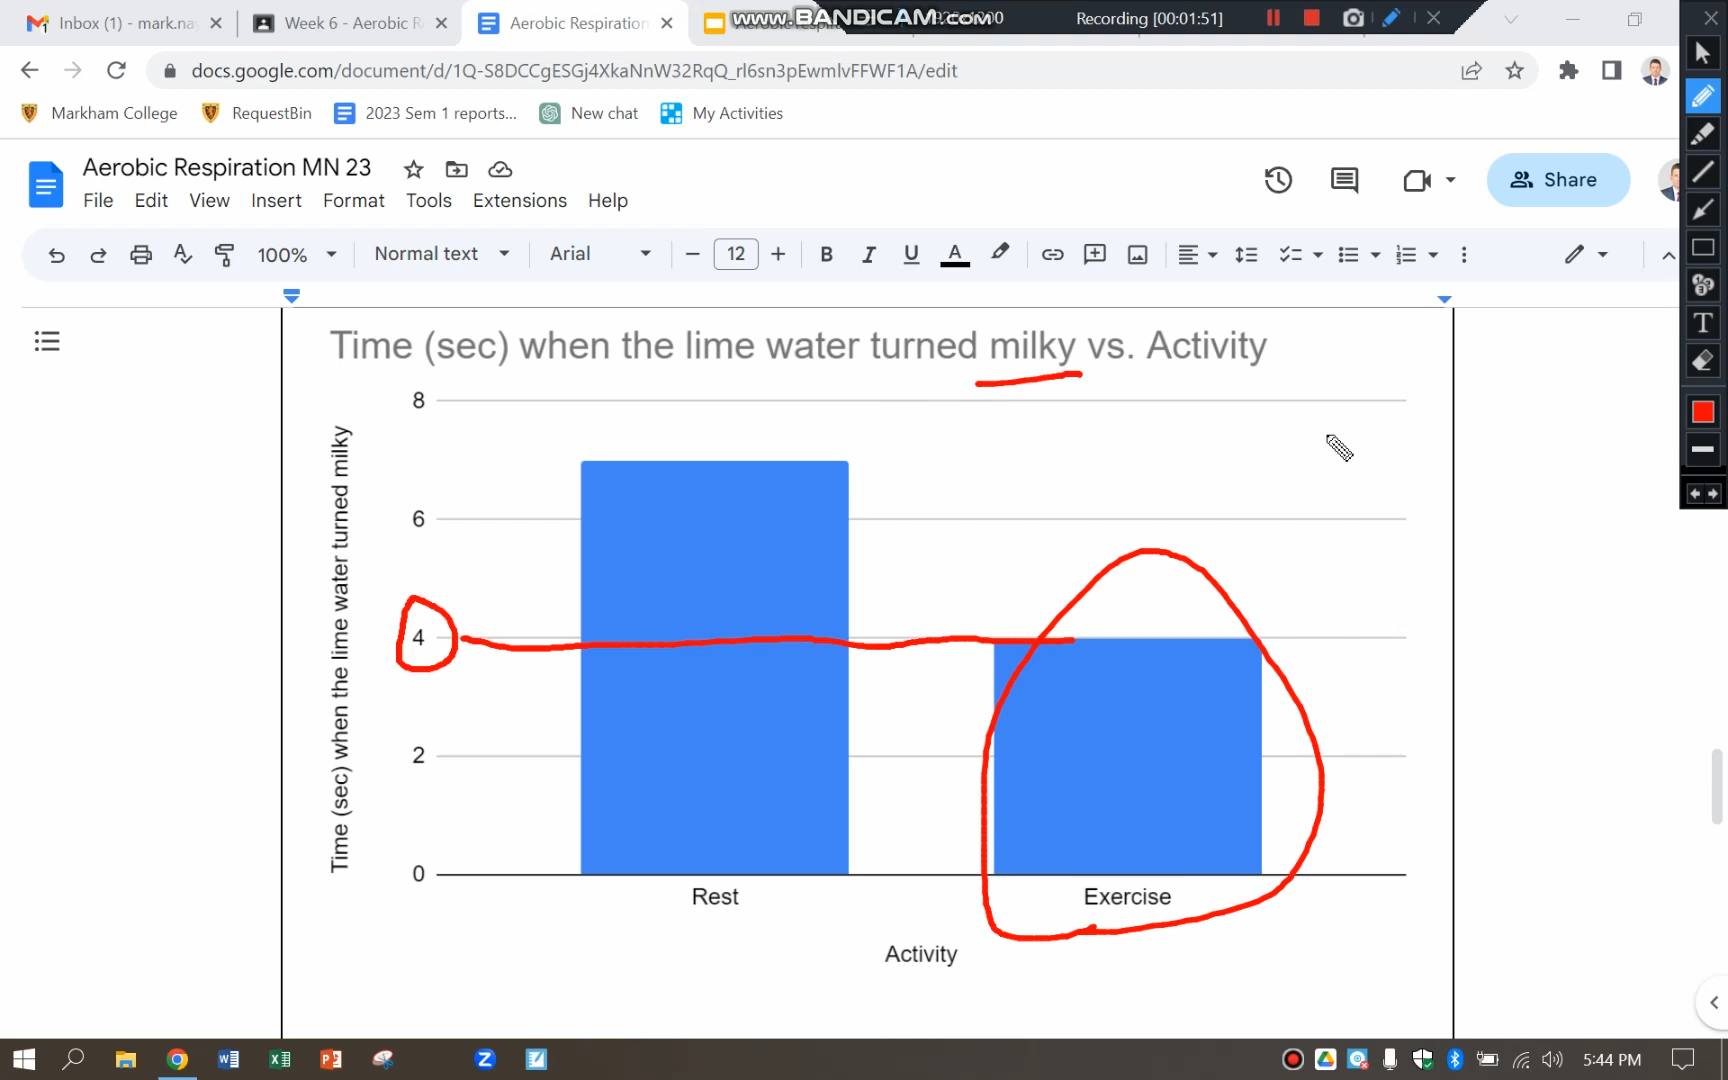 Inbox (1) - mark.na
Week 6 - Aerobic R
Aerobic Respiration
www.BANDICAM.com
Recording [00:01:51]
docs.google.com/document/d/1Q-S8DCCgESGj4XkaNnW32RqQ_rl6sn3pEwmlvFFWF1A/edit
Markham College
RequestBin
2023 Sem 1 reports...
New chat
My Activities
Aerobic Respiration MN 23
File Edit View Insert Format Tools Extensions Help
Share
100%
Normal text
Arial
12
B I U A
Time (sec) when the lime water turned milky vs. Activity
Time (sec) when the lime water turned milky
8
6
4
2
0
Rest
Exercise
Activity
T
5:44 PM